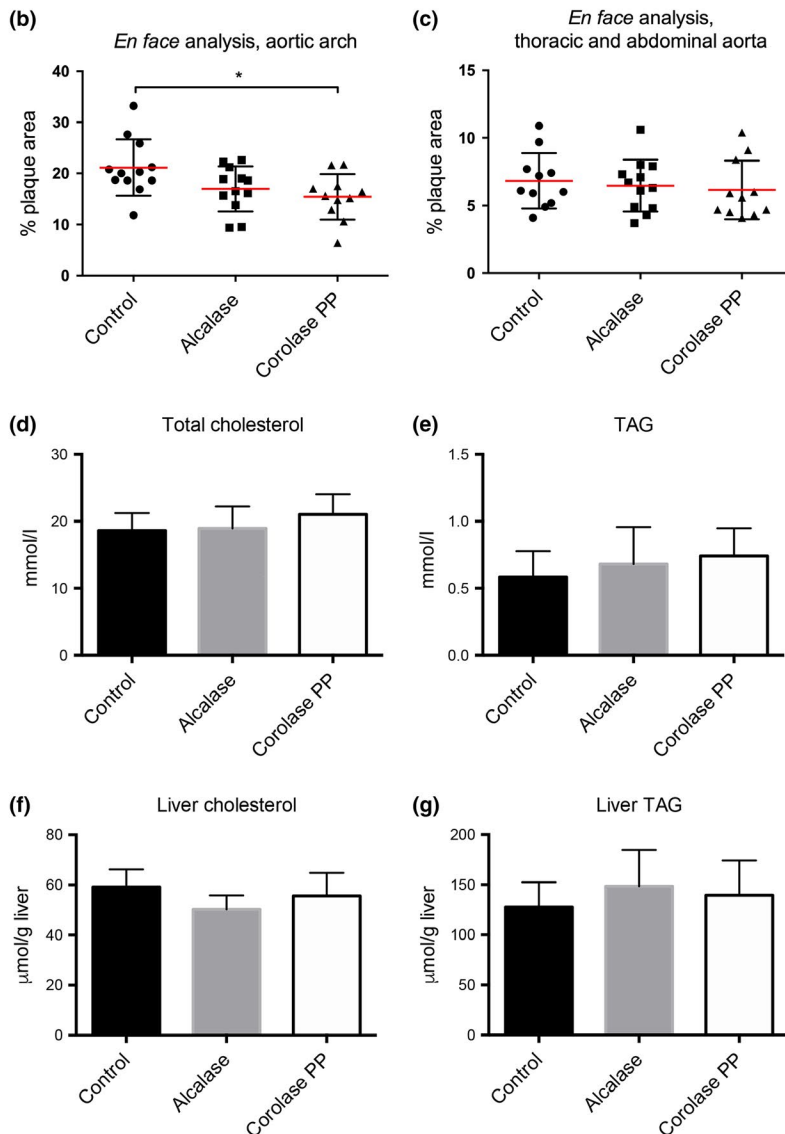 (b)
En face analysis, aortic arch
% plaque area
40
30
20
10
0
*
Control
Alcalase
Corolase PP
(c)
En face analysis,
thoracic and abdominal aorta
% plaque area
15
10
5
0
Control
Alcalase
Corolase PP
(d)
Total cholesterol
mmol/l
30
20
10
0
Control
Alcalase
Corolase PP
(e)
TAG
mmol/l
1.5
1.0
0.5
0.0
Control
Alcalase
Corolase PP
(f)
Liver cholesterol
μmol/g liver
80
60
40
20
0
Control
Alcalase
Corolase PP
(g)
Liver TAG
μmol/g liver
200
150
100
50
0
Control
Alcalase
Corolase PP